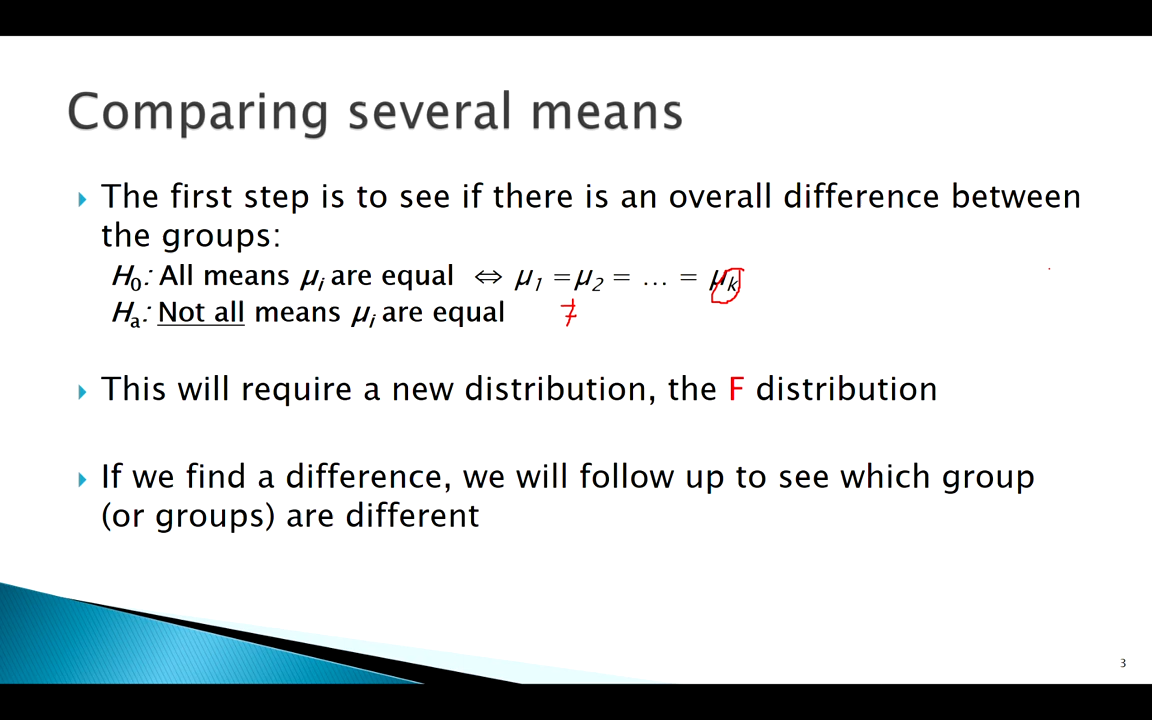 Comparing several means
The first step is to see if there is an overall difference between
the groups:
H₀: All means μᵢ are equal ⇔ μ₁ =μ₂ = … = μₖ
Hₐ: Not all means μᵢ are equal ≠
This will require a new distribution, the F distribution
If we find a difference, we will follow up to see which group
(or groups) are different
3